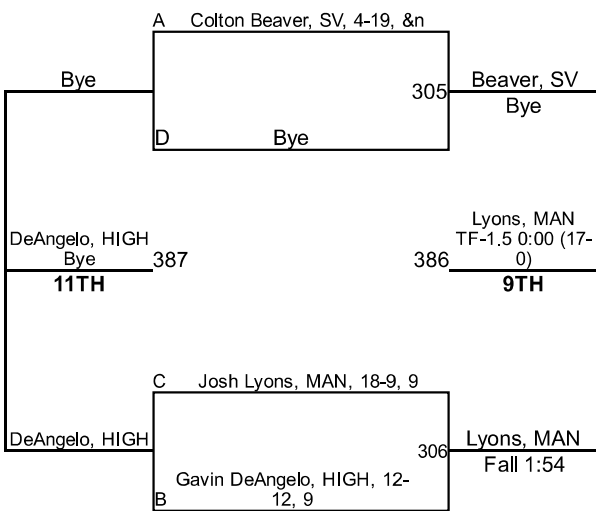 A Colton Beaver, SV, 4-19, &n
Bye
305
Beaver, SV
Bye
D Bye
DeAngelo, HIGH
Bye
387
11TH
386
Lyons, MAN
TF-1.5 0:00 (17-
0)
9TH
C Josh Lyons, MAN, 18-9, 9
DeAngelo, HIGH
306
Lyons, MAN
Fall 1:54
Gavin DeAngelo, HIGH, 12-
B 12, 9